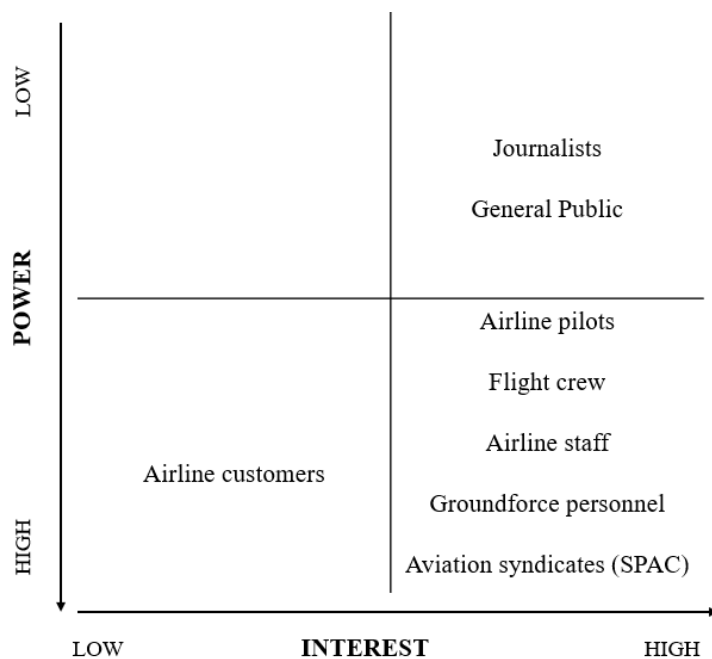 LOW
Journalists
General Public
POWER
Airline pilots
Flight crew
Airline staff
Airline customers
Groundforce personnel
HIGH
Aviation syndicates (SPAC)
LOW
INTEREST
HIGH